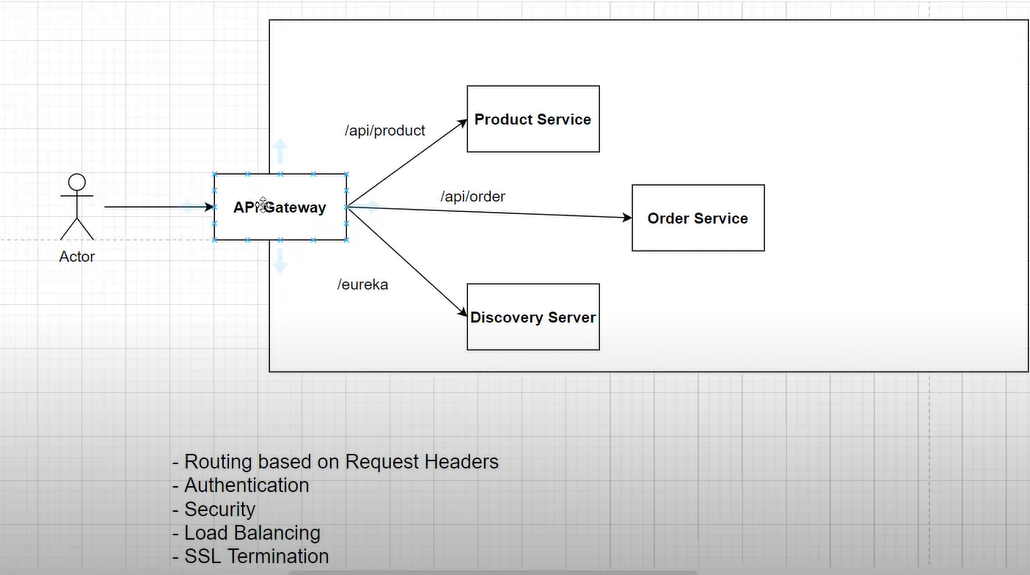 /api/product
Product Service
/api/order
API Gateway
Order Service
Actor
/eureka
Discovery Server
- Routing based on Request Headers
- Authentication
- Security
- Load Balancing
- SSL Termination